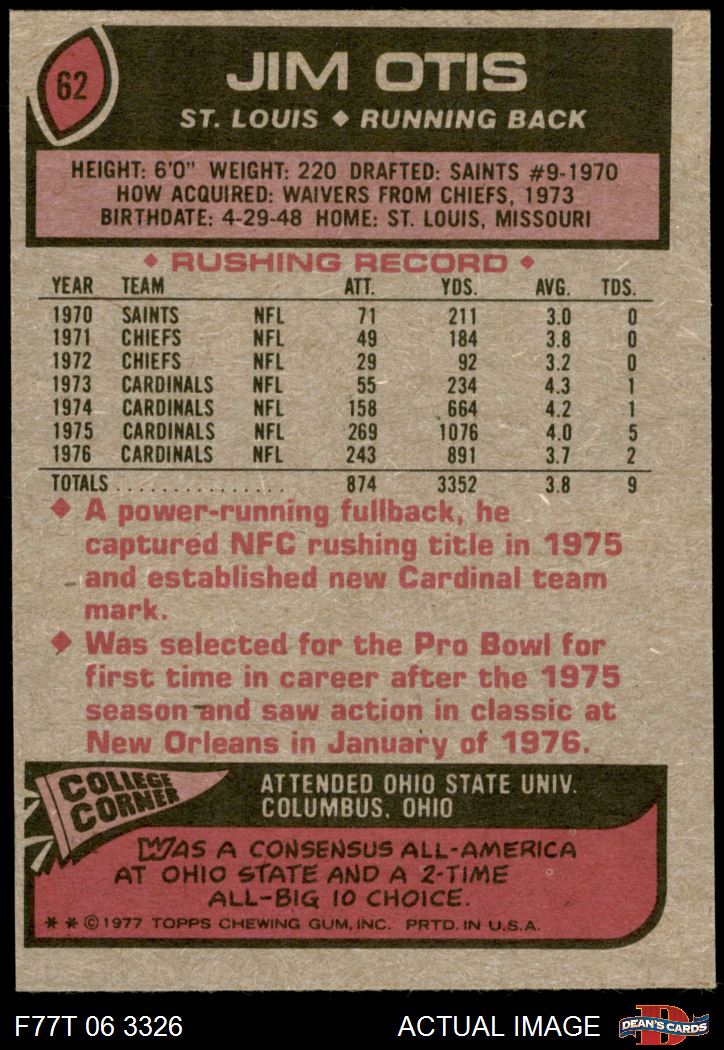 62
JIM OTIS
ST. LOUIS ◆ RUNNING BACK
HEIGHT: 6'0" WEIGHT: 220 DRAFTED: SAINTS #9-1970
HOW ACQUIRED: WAIVERS FROM CHIEFS, 1973
BIRTHDATE: 4-29-48 HOME: ST. LOUIS, MISSOURI
◆ RUSHING RECORD ◆
YEAR TEAM ATT. YDS. AVG. TDS.
1970 SAINTS NFL 71 211 3.0 0
1971 CHIEFS NFL 49 184 3.8 0
1972 CHIEFS NFL 29 92 3.2 0
1973 CARDINALS NFL 55 234 4.3 1
1974 CARDINALS NFL 158 664 4.2 1
1975 CARDINALS NFL 269 1076 4.0 5
1976 CARDINALS NFL 243 891 3.7 2
TOTALS ................ 874 3352 3.8 9
◆ A power-running fullback, he
captured NFC rushing title in 1975
and established new Cardinal team
mark.
◆ Was selected for the Pro Bowl for
first time in career after the 1975
season and saw action in classic at
New Orleans in January of 1976.
COLLEGE
CORNER
ATTENDED OHIO STATE UNIV.
COLUMBUS, OHIO
WAS A CONSENSUS ALL-AMERICA
AT OHIO STATE AND A 2-TIME
ALL-BIG 10 CHOICE.
* * © 1977 TOPPS CHEWING GUM, INC. PRTD. IN U.S.A.
F77T 06 3326 ACTUAL IMAGE
D
DEAN'S CARDS